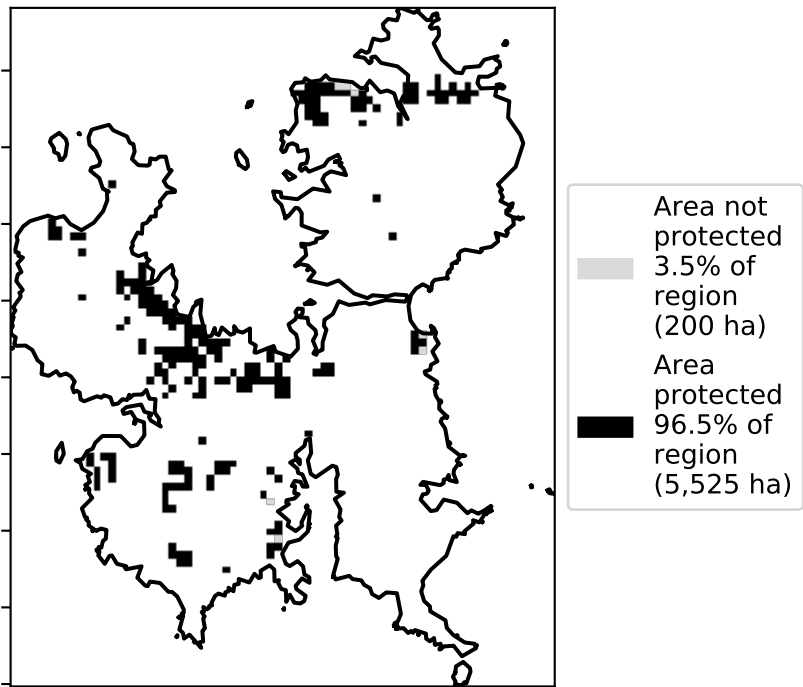 Area not
protected
3.5% of
region
(200 ha)
Area
protected
96.5% of
region
(5,525 ha)